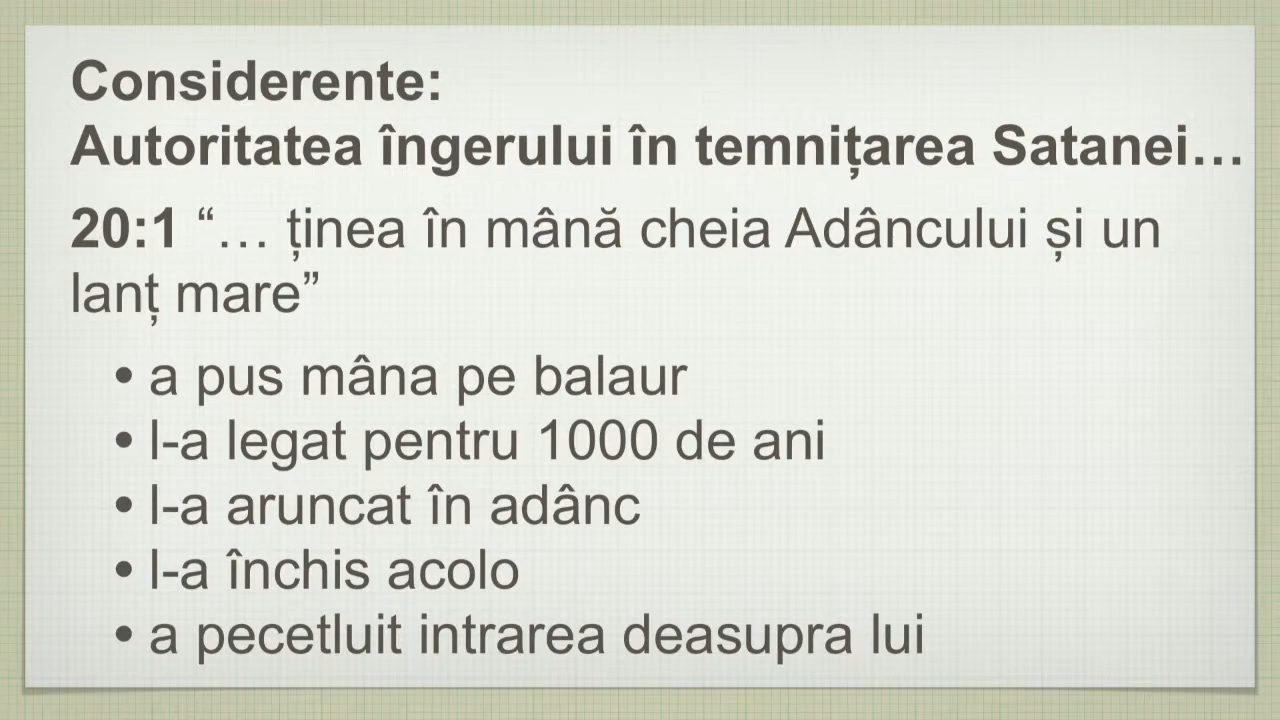 Considerente:
Autoritatea îngerului în temnițarea Satanei…
20:1 “… ținea în mână cheia Adâncului și un
lanț mare”
• a pus mâna pe balaur
• l-a legat pentru 1000 de ani
• l-a aruncat în adânc
• l-a închis acolo
• a pecetluit intrarea deasupra lui